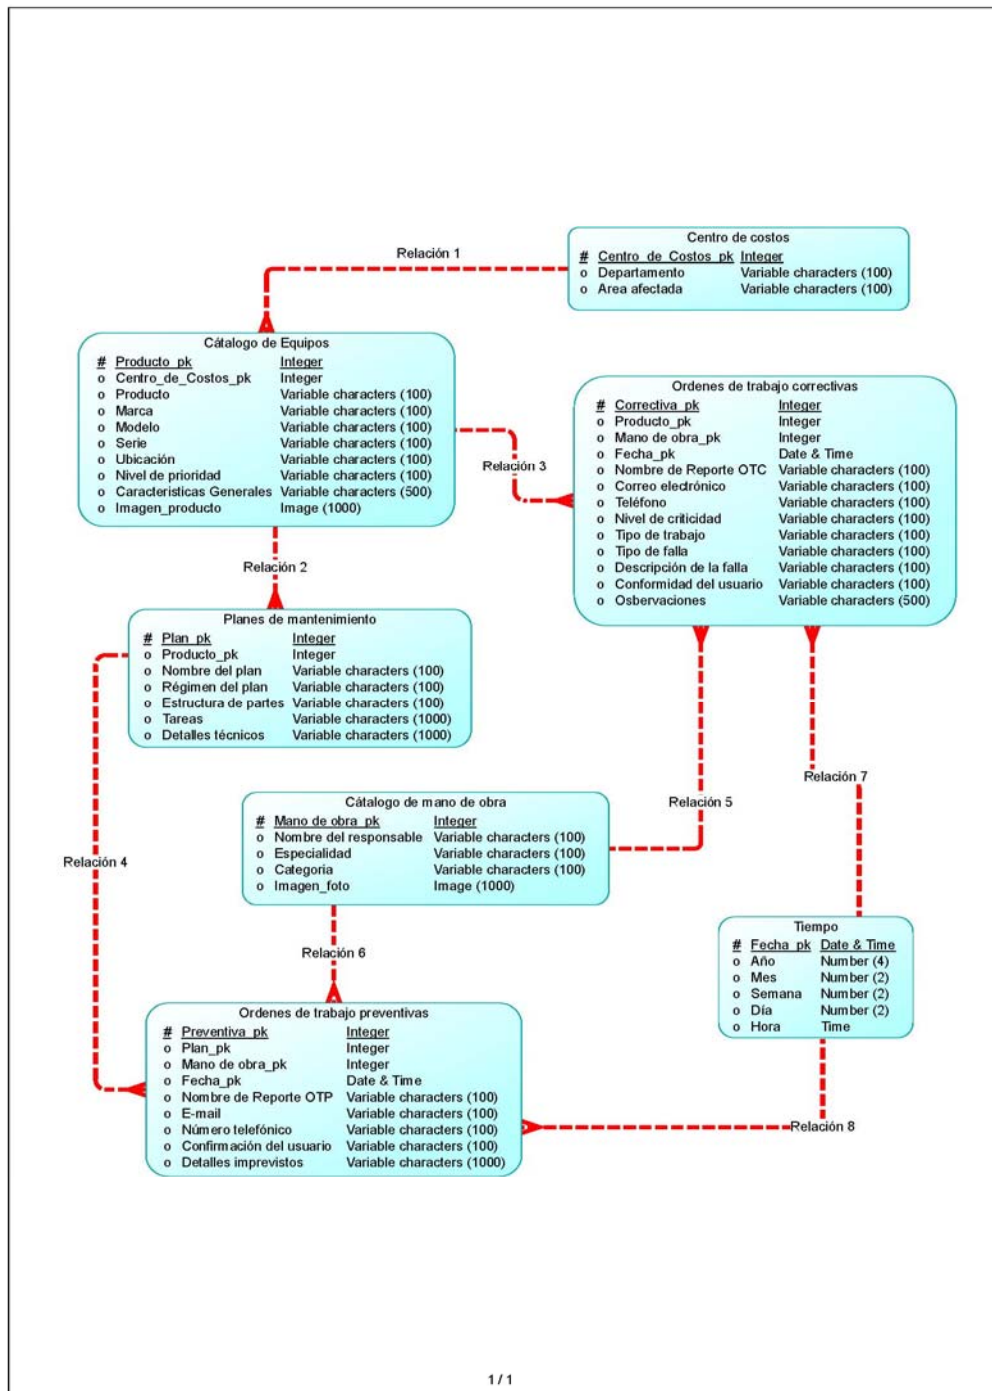 Relación 1
Centro de costos
# Centro_de_Costos_pk Integer
o Departamento Variable characters (100)
o Area afectada Variable characters (100)
Cátalogo de Equipos
# Producto_pk Integer
o Centro_de_Costos_pk Integer
o Producto Variable characters (100)
o Marca Variable characters (100)
o Modelo Variable characters (100)
o Serie Variable characters (100)
o Ubicación Variable characters (100)
o Nivel de prioridad Variable characters (100)
o Caracteristicas Generales Variable characters (500)
o Imagen_producto Image (1000)
Relación 3
Ordenes de trabajo correctivas
# Correctiva_pk Integer
o Producto_pk Integer
o Mano de obra_pk Integer
o Fecha_pk Date & Time
o Nombre de Reporte OTC Variable characters (100)
o Correo electrónico Variable characters (100)
o Teléfono Variable characters (100)
o Nivel de criticidad Variable characters (100)
o Tipo de trabajo Variable characters (100)
o Tipo de falla Variable characters (100)
o Descripción de la falla Variable characters (100)
o Conformidad del usuario Variable characters (100)
o Osbervaciones Variable characters (500)
Relación 2
Planes de mantenimiento
# Plan_pk Integer
o Producto_pk Integer
o Nombre del plan Variable characters (100)
o Régimen del plan Variable characters (100)
o Estructura de partes Variable characters (100)
o Tareas Variable characters (1000)
o Detalles técnicos Variable characters (1000)
Relación 7
Relación 5
Cátalogo de mano de obra
# Mano de obra_pk Integer
o Nombre del responsable Variable characters (100)
o Especialidad Variable characters (100)
o Categoria Variable characters (100)
o Imagen_foto Image (1000)
Relación 4
Tiempo
# Fecha_pk Date & Time
o Año Number (4)
o Mes Number (2)
o Semana Number (2)
o Día Number (2)
o Hora Time
Relación 6
Ordenes de trabajo preventivas
# Preventiva_pk Integer
o Plan_pk Integer
o Mano de obra_pk Integer
o Fecha_pk Date & Time
o Nombre de Reporte OTP Variable characters (100)
o E-mail Variable characters (100)
o Número telefónico Variable characters (100)
o Confirmación del usuario Variable characters (100)
o Detalles imprevistos Variable characters (1000)
Relación 8
1 / 1